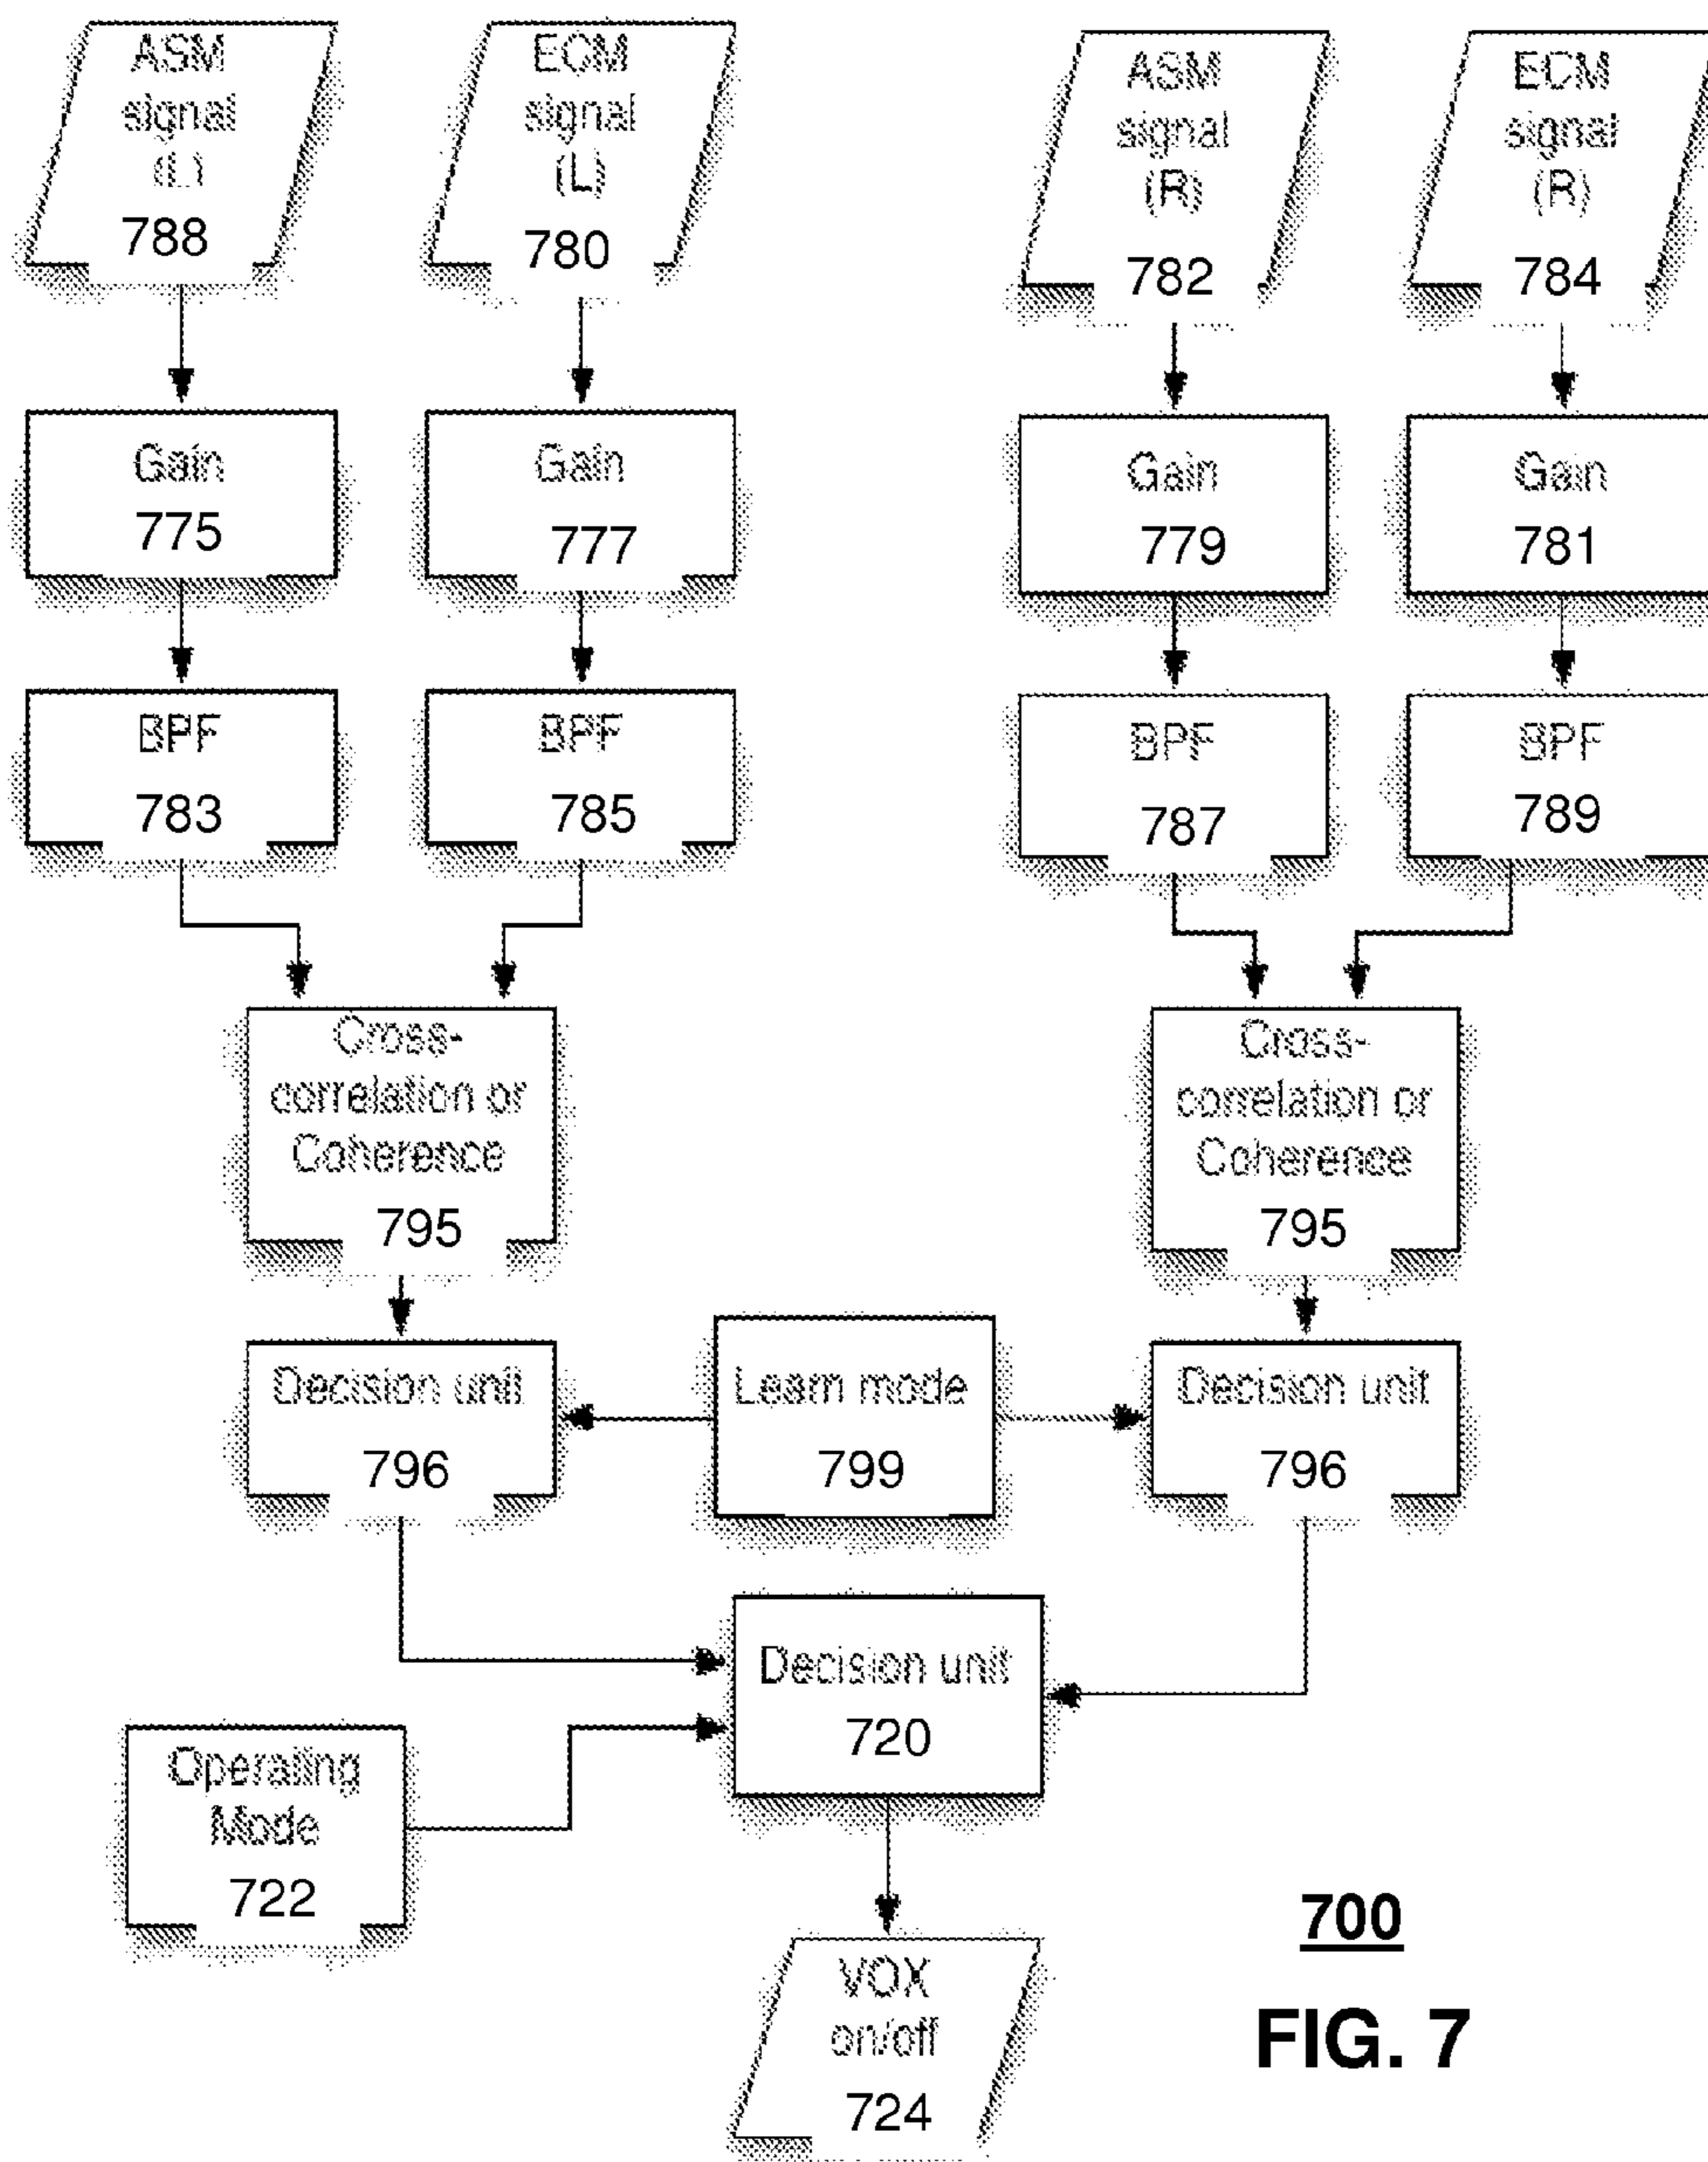 ASM
signal
(L)
788
ECM
signal
(L)
780
ASM
signal
(R)
782
ECM
signal
(R)
784
Gain
775
Gain
777
Gain
779
Gain
781
BPF
783
BPF
785
BPF
787
BPF
789
Cross-
correlation or
Coherence
795
Cross-
correlation or
Coherence
795
Decision unit
796
Learn mode
799
Decision unit
796
Decision unit
720
Operating
Mode
722
VOX
on/off
724
700
FIG. 7